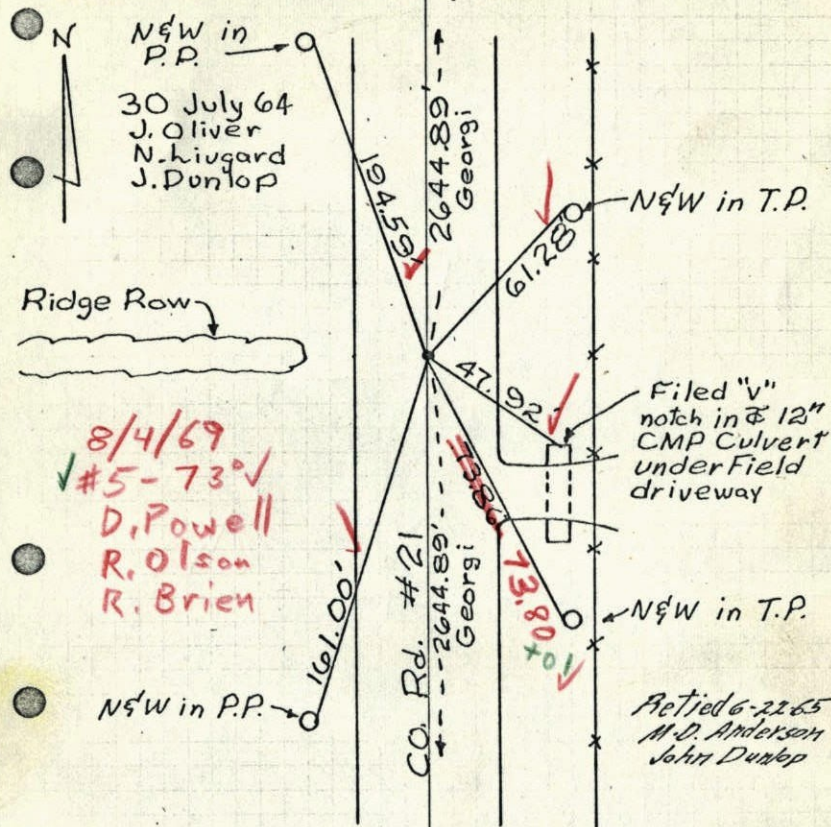 N
N&W in
P.P.
30 July 64
J. Oliver
N. Livgard
J. Dunlop
194.59'
2644.89'
Georgi
N&W in T.P.
61.28'
Ridge Row
47.92'
Filed "V"
notch in ℄ 12"
CMP Culvert
under Field
driveway
8/4/69
✓ #5 - 73° ✓
D. Powell
R. Olson
R. Brien
73.86'
73.80
+01
161.00'
CO. Rd. #21
2644.89'
Georgi
N&W in T.P.
N&W in P.P.
Retied 6-22-65
M.D. Anderson
John Dunlop